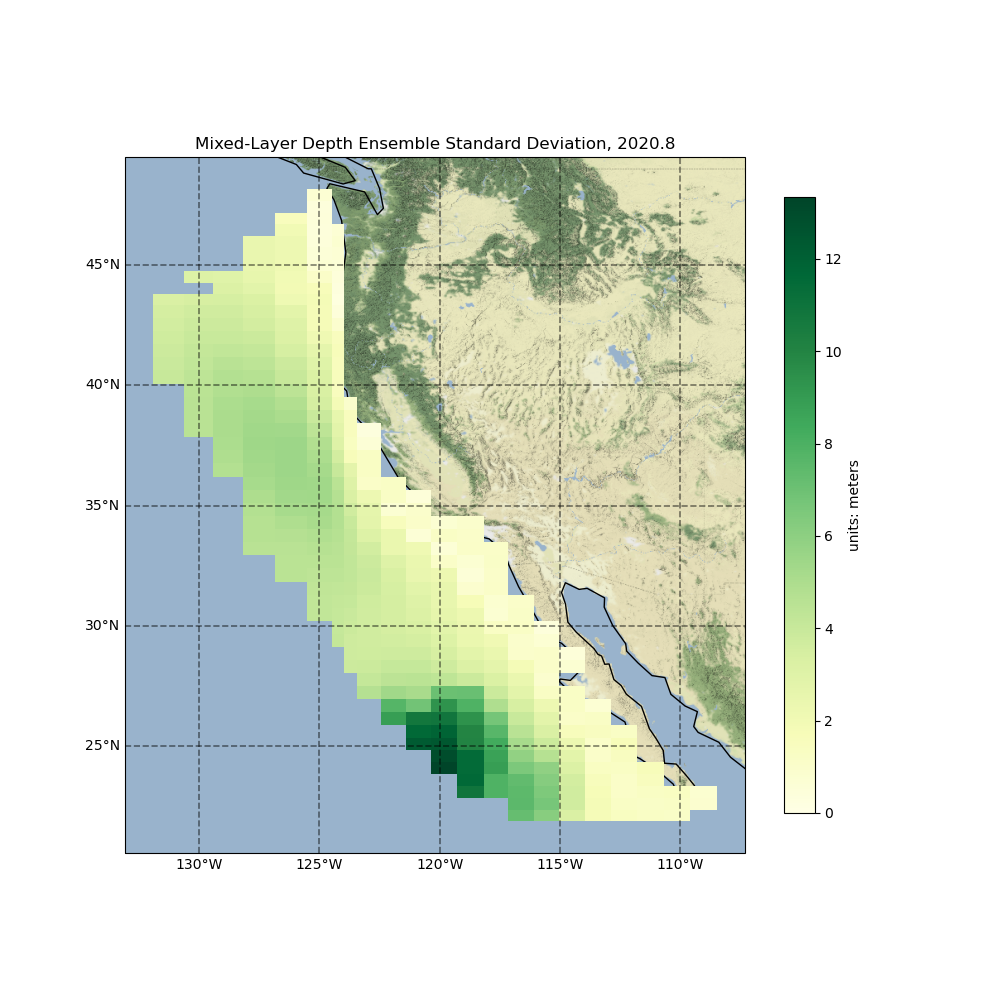 Mixed-Layer Depth Ensemble Standard Deviation, 2020.8
45°N
40°N
35°N
30°N
25°N
130°W
125°W
120°W
115°W
110°W
12
10
8
6
4
2
0
units: meters